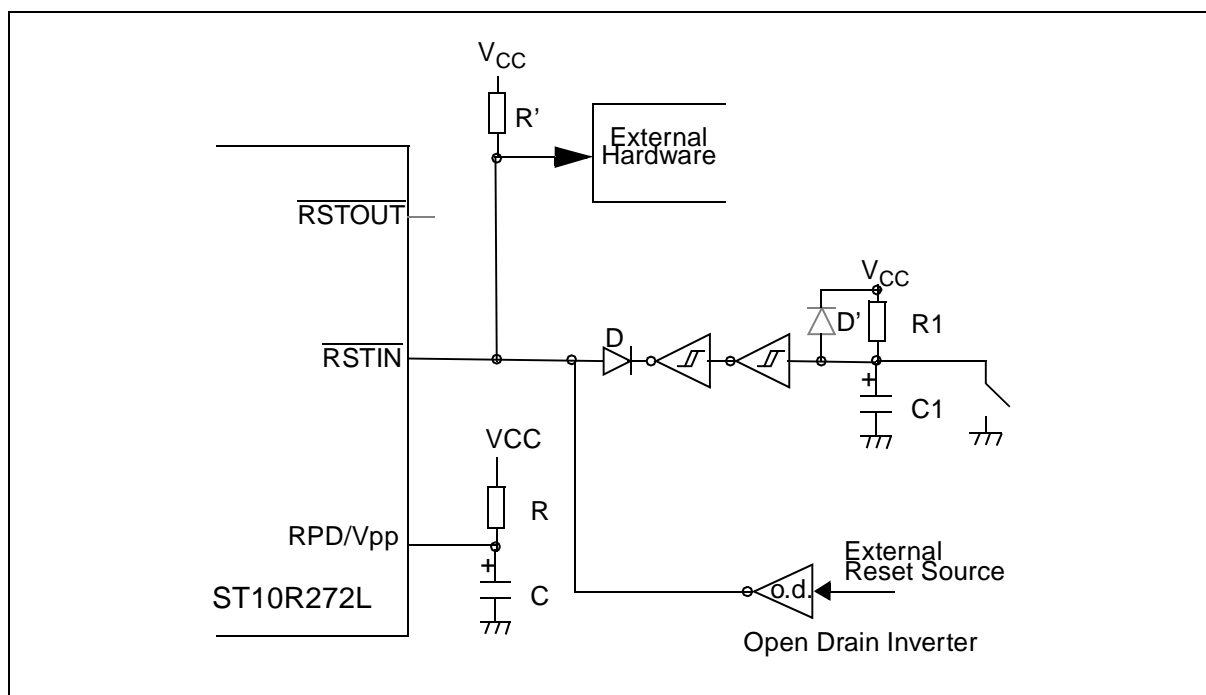 VCC
R'
External
Hardware
RSTOUT
VCC
D'
R1
D
RSTIN
+
C1
VCC
R
RPD/Vpp
+
C
External
Reset Source
o.d.
ST10R272L
Open Drain Inverter